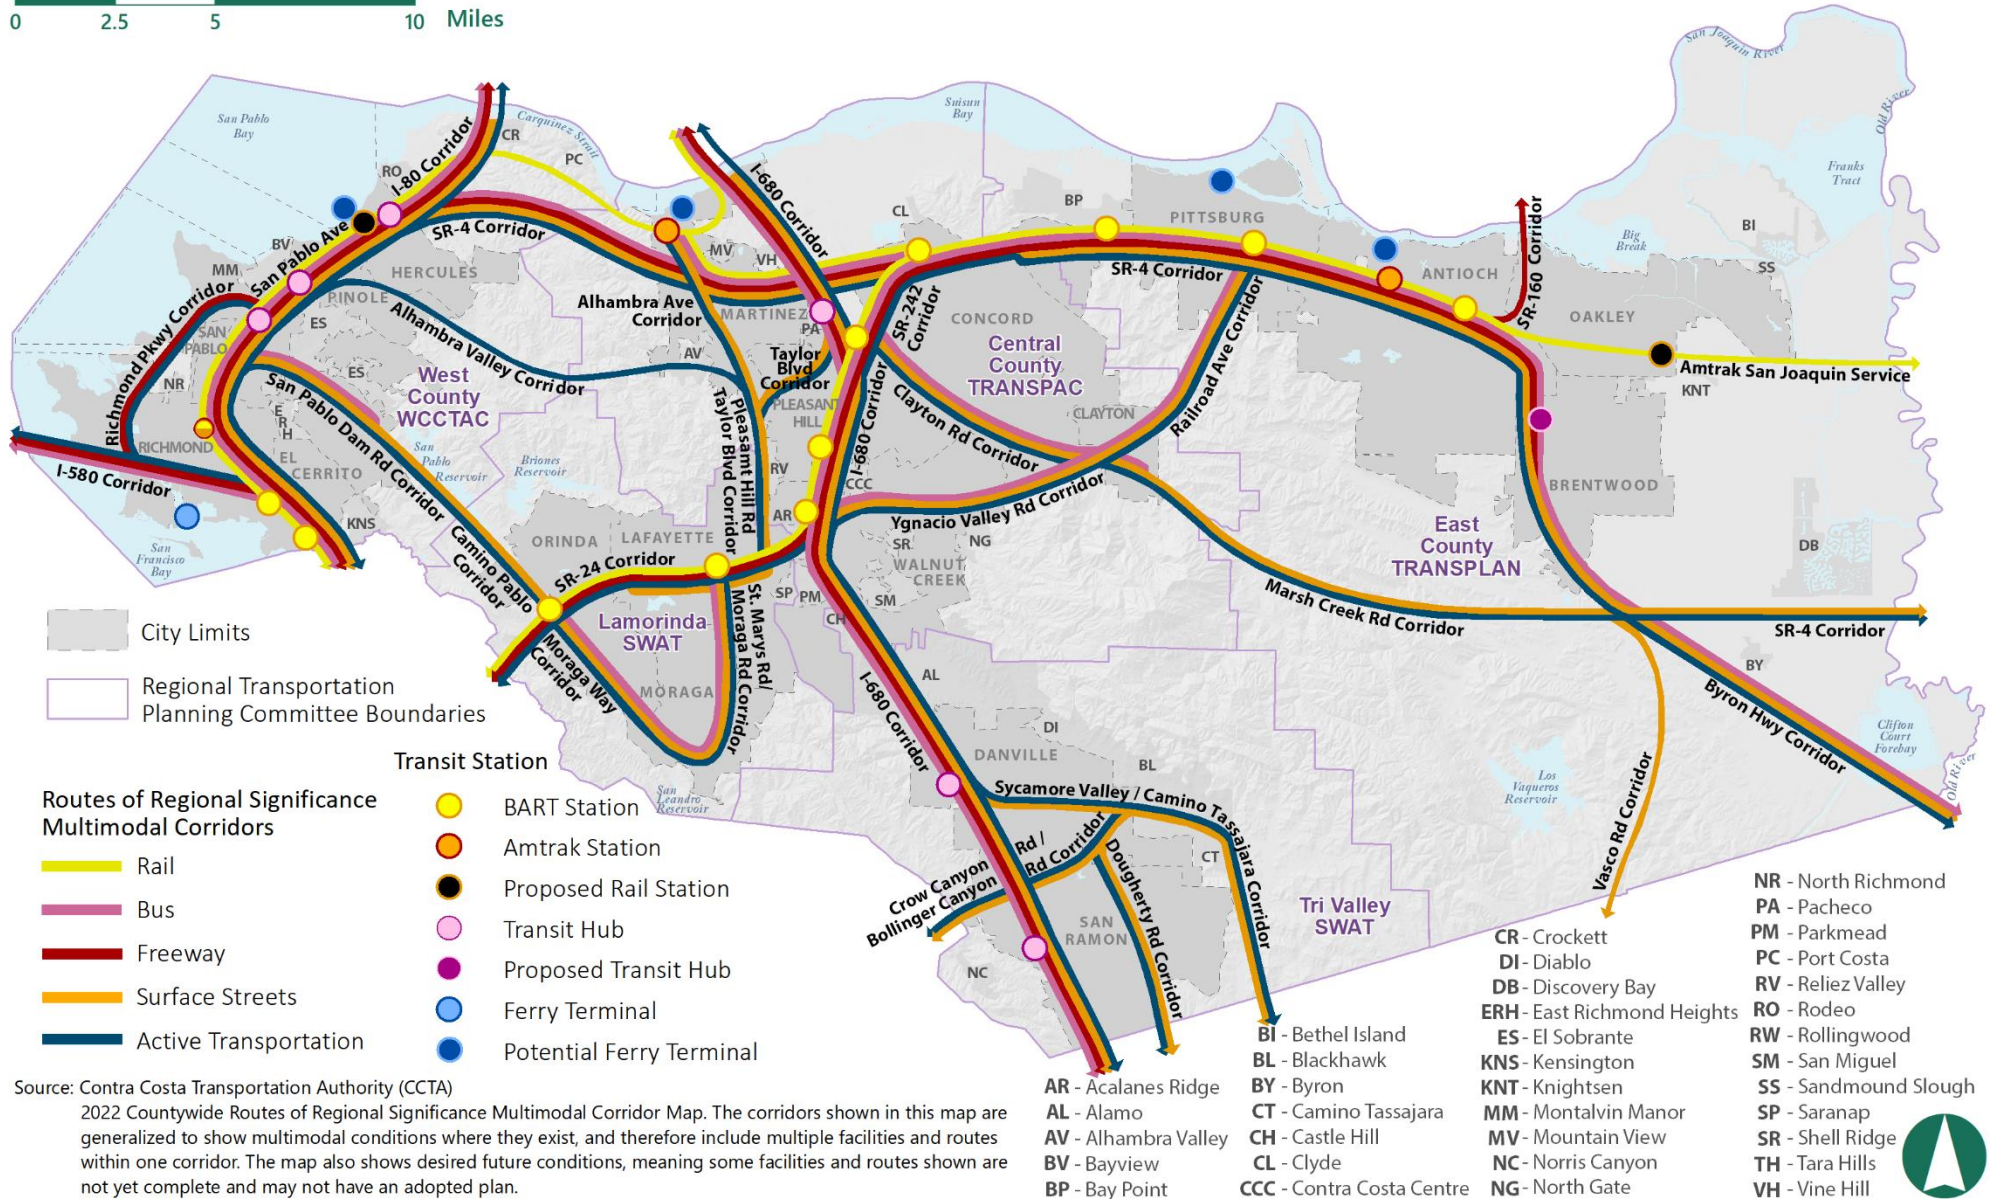 0 2.5 5 10 Miles
San Joaquin River
Old River
San Pablo
Bay
Carquinez Strait
Suisun
Bay
CR
PC
RO
I-80 Corridor
I-680 Corridor
BP
PITTSBURG
Franks
Tract
CL
BI
SR-4 Corridor
BV
San Pablo Ave
MV
VH
Big
Break
SS
MM
HERCULES
SR-4 Corridor
ANTIOCH
SR-160 Corridor
Richmond Pkwy Corridor
PINOLE
ES
Alhambra Ave
Corridor
MARTINEZ
PA
SR-242
Corridor
CONCORD
OAKLEY
SAN
PABLO
Alhambra Valley Corridor
AV
Taylor
Blvd
Corridor
Central
County
TRANSPAC
Railroad Ave Corridor
Amtrak San Joaquin Service
KNT
NR
ES
San Pablo Dam Rd Corridor
West
County
WCCTAC
PLEASANT
HILL
I-680 Corridor
Clayton Rd Corridor
CLAYTON
E
R
H
RICHMOND
EL
CERRITO
San
Pablo
Reservoir
Briones
Reservoir
Pleasamt Hill Rd
Taylor Blvd Corridor
RV
CCC
I-580 Corridor
BRENTWOOD
KNS
AR
Ygnacio Valley Rd Corridor
San
Francisco
Bay
ORINDA
LAFAYETTE
SR
NG
WALNUT
CREEK
East
County
TRANSPLAN
DB
Camino Pablo
Corridor
SR-24 Corridor
SP
PM
SM
CH
Marsh Creek Rd Corridor
SR-4 Corridor
Lamorinda
SWAT
Moraga Way
Corridor
MORAGA
St. Marys Rd/
Moraga Rd Corridor
AL
I-680 Corridor
BY
Byron Hwy Corridor
Clifton
Court
Forebay
Old River
DI
DANVILLE
BL
Los
Vaqueros
Reservoir
Vasco Rd Corridor
San
Leandro
Reservoir
Sycamore Valley / Camino Tassajara Corridor
Crow Canyon Rd /
Bollinger Canyon Rd Corridor
Dougherty Rd Corridor
CT
SAN
RAMON
NC
Tri Valley
SWAT
City Limits
Regional Transportation
Planning Committee Boundaries
Routes of Regional Significance
Multimodal Corridors
Rail
Bus
Freeway
Surface Streets
Active Transportation
Transit Station
BART Station
Amtrak Station
Proposed Rail Station
Transit Hub
Proposed Transit Hub
Ferry Terminal
Potential Ferry Terminal
Source: Contra Costa Transportation Authority (CCTA)
2022 Countywide Routes of Regional Significance Multimodal Corridor Map. The corridors shown in this map are
generalized to show multimodal conditions where they exist, and therefore include multiple facilities and routes
within one corridor. The map also shows desired future conditions, meaning some facilities and routes shown are
not yet complete and may not have an adopted plan.
AR - Acalanes Ridge
AL - Alamo
AV - Alhambra Valley
BV - Bayview
BP - Bay Point
BI - Bethel Island
BL - Blackhawk
BY - Byron
CT - Camino Tassajara
CH - Castle Hill
CL - Clyde
CCC - Contra Costa Centre
CR - Crockett
DI - Diablo
DB - Discovery Bay
ERH - East Richmond Heights
ES - El Sobrante
KNS - Kensington
KNT - Knightsen
MM - Montalvin Manor
MV - Mountain View
NC - Norris Canyon
NG - North Gate
NR - North Richmond
PA - Pacheco
PM - Parkmead
PC - Port Costa
RV - Reliez Valley
RO - Rodeo
RW - Rollingwood
SM - San Miguel
SS - Sandmound Slough
SP - Saranap
SR - Shell Ridge
TH - Tara Hills
VH - Vine Hill